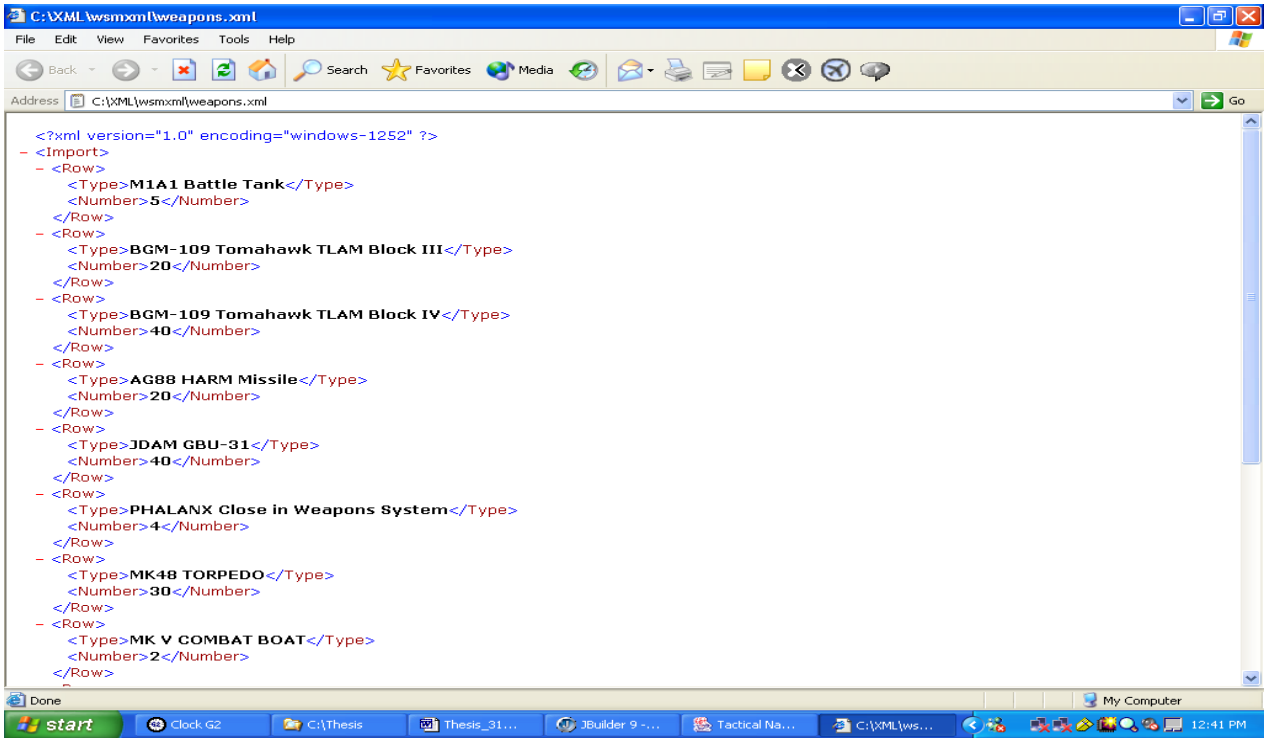 C:\XML\wsmxml\weapons.xml
File Edit View Favorites Tools Help
Back Search Favorites Media
Address C:\XML\wsmxml\weapons.xml Go
<?xml version="1.0" encoding="windows-1252" ?>
- <Import>
- <Row>
<Type>M1A1 Battle Tank</Type>
<Number>5</Number>
</Row>
- <Row>
<Type>BGM-109 Tomahawk TLAM Block III</Type>
<Number>20</Number>
</Row>
- <Row>
<Type>BGM-109 Tomahawk TLAM Block IV</Type>
<Number>40</Number>
</Row>
- <Row>
<Type>AG88 HARM Missile</Type>
<Number>20</Number>
</Row>
- <Row>
<Type>JDAM GBU-31</Type>
<Number>40</Number>
</Row>
- <Row>
<Type>PHALANX Close in Weapons System</Type>
<Number>4</Number>
</Row>
- <Row>
<Type>MK48 TORPEDO</Type>
<Number>30</Number>
</Row>
- <Row>
<Type>MK V COMBAT BOAT</Type>
<Number>2</Number>
</Row>
Done My Computer
start Clock G2 C:\Thesis Thesis_31... JBuilder 9 -... Tactical Na... C:\XML\ws... 12:41 PM